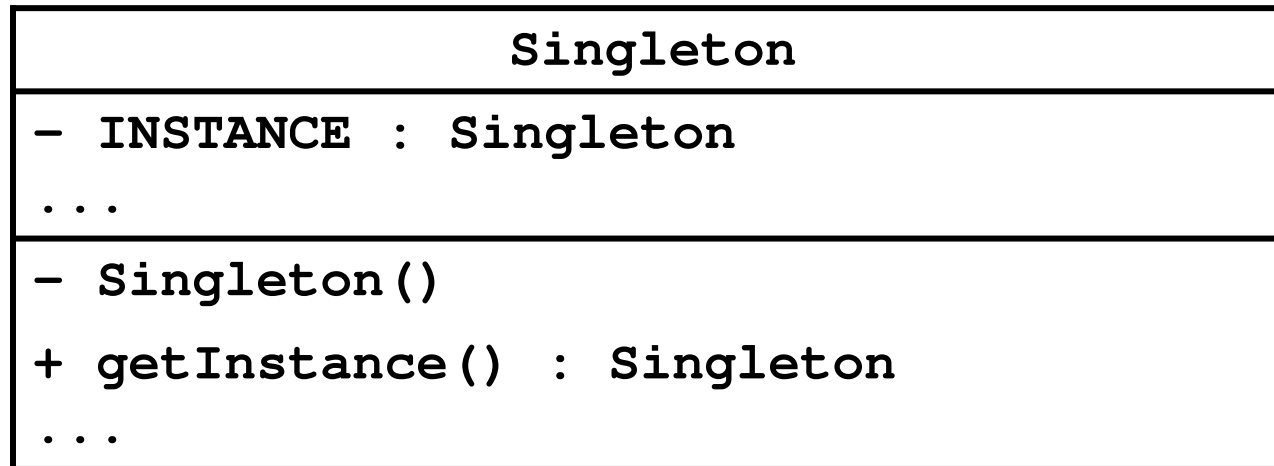 Singleton
- INSTANCE : Singleton
...
- Singleton()
+ getInstance() : Singleton
...